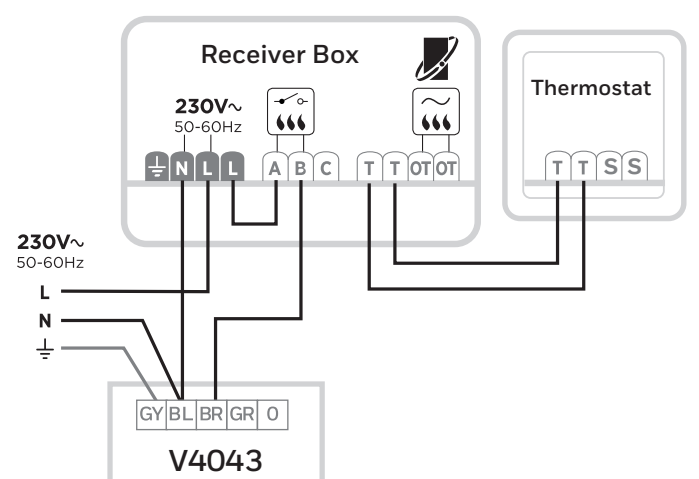 Receiver Box
230V~
50-60Hz
N L L A B C T T OT OT
Thermostat
T T S S
230V~
50-60Hz
L
N
GY BL BR GR O
V4043